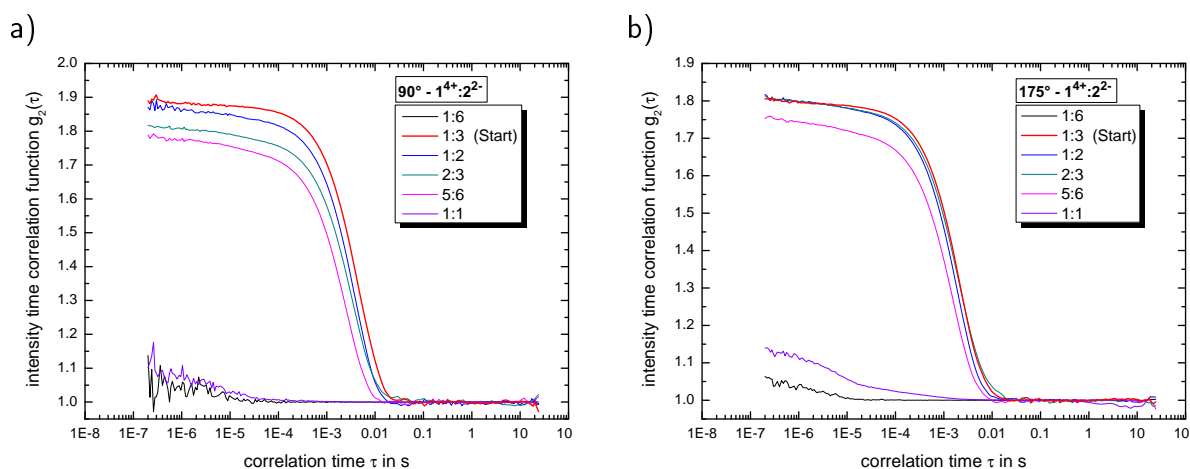 a)
b)
intensity time correlation function g₂(τ)
2.0
1.9
1.8
1.7
1.6
1.5
1.4
1.3
1.2
1.1
1.0
90° - 1⁴⁺:2²⁻
1:6
1:3 (Start)
1:2
2:3
5:6
1:1
1E-8 1E-7 1E-6 1E-5 1E-4 1E-3 0.01 0.1 1 10
correlation time τ in s
intensity time correlation function g₂(τ)
1.9
1.8
1.7
1.6
1.5
1.4
1.3
1.2
1.1
1.0
175° - 1⁴⁺:2²⁻
1:6
1:3 (Start)
1:2
2:3
5:6
1:1
1E-8 1E-7 1E-6 1E-5 1E-4 1E-3 0.01 0.1 1 10
correlation time τ in s